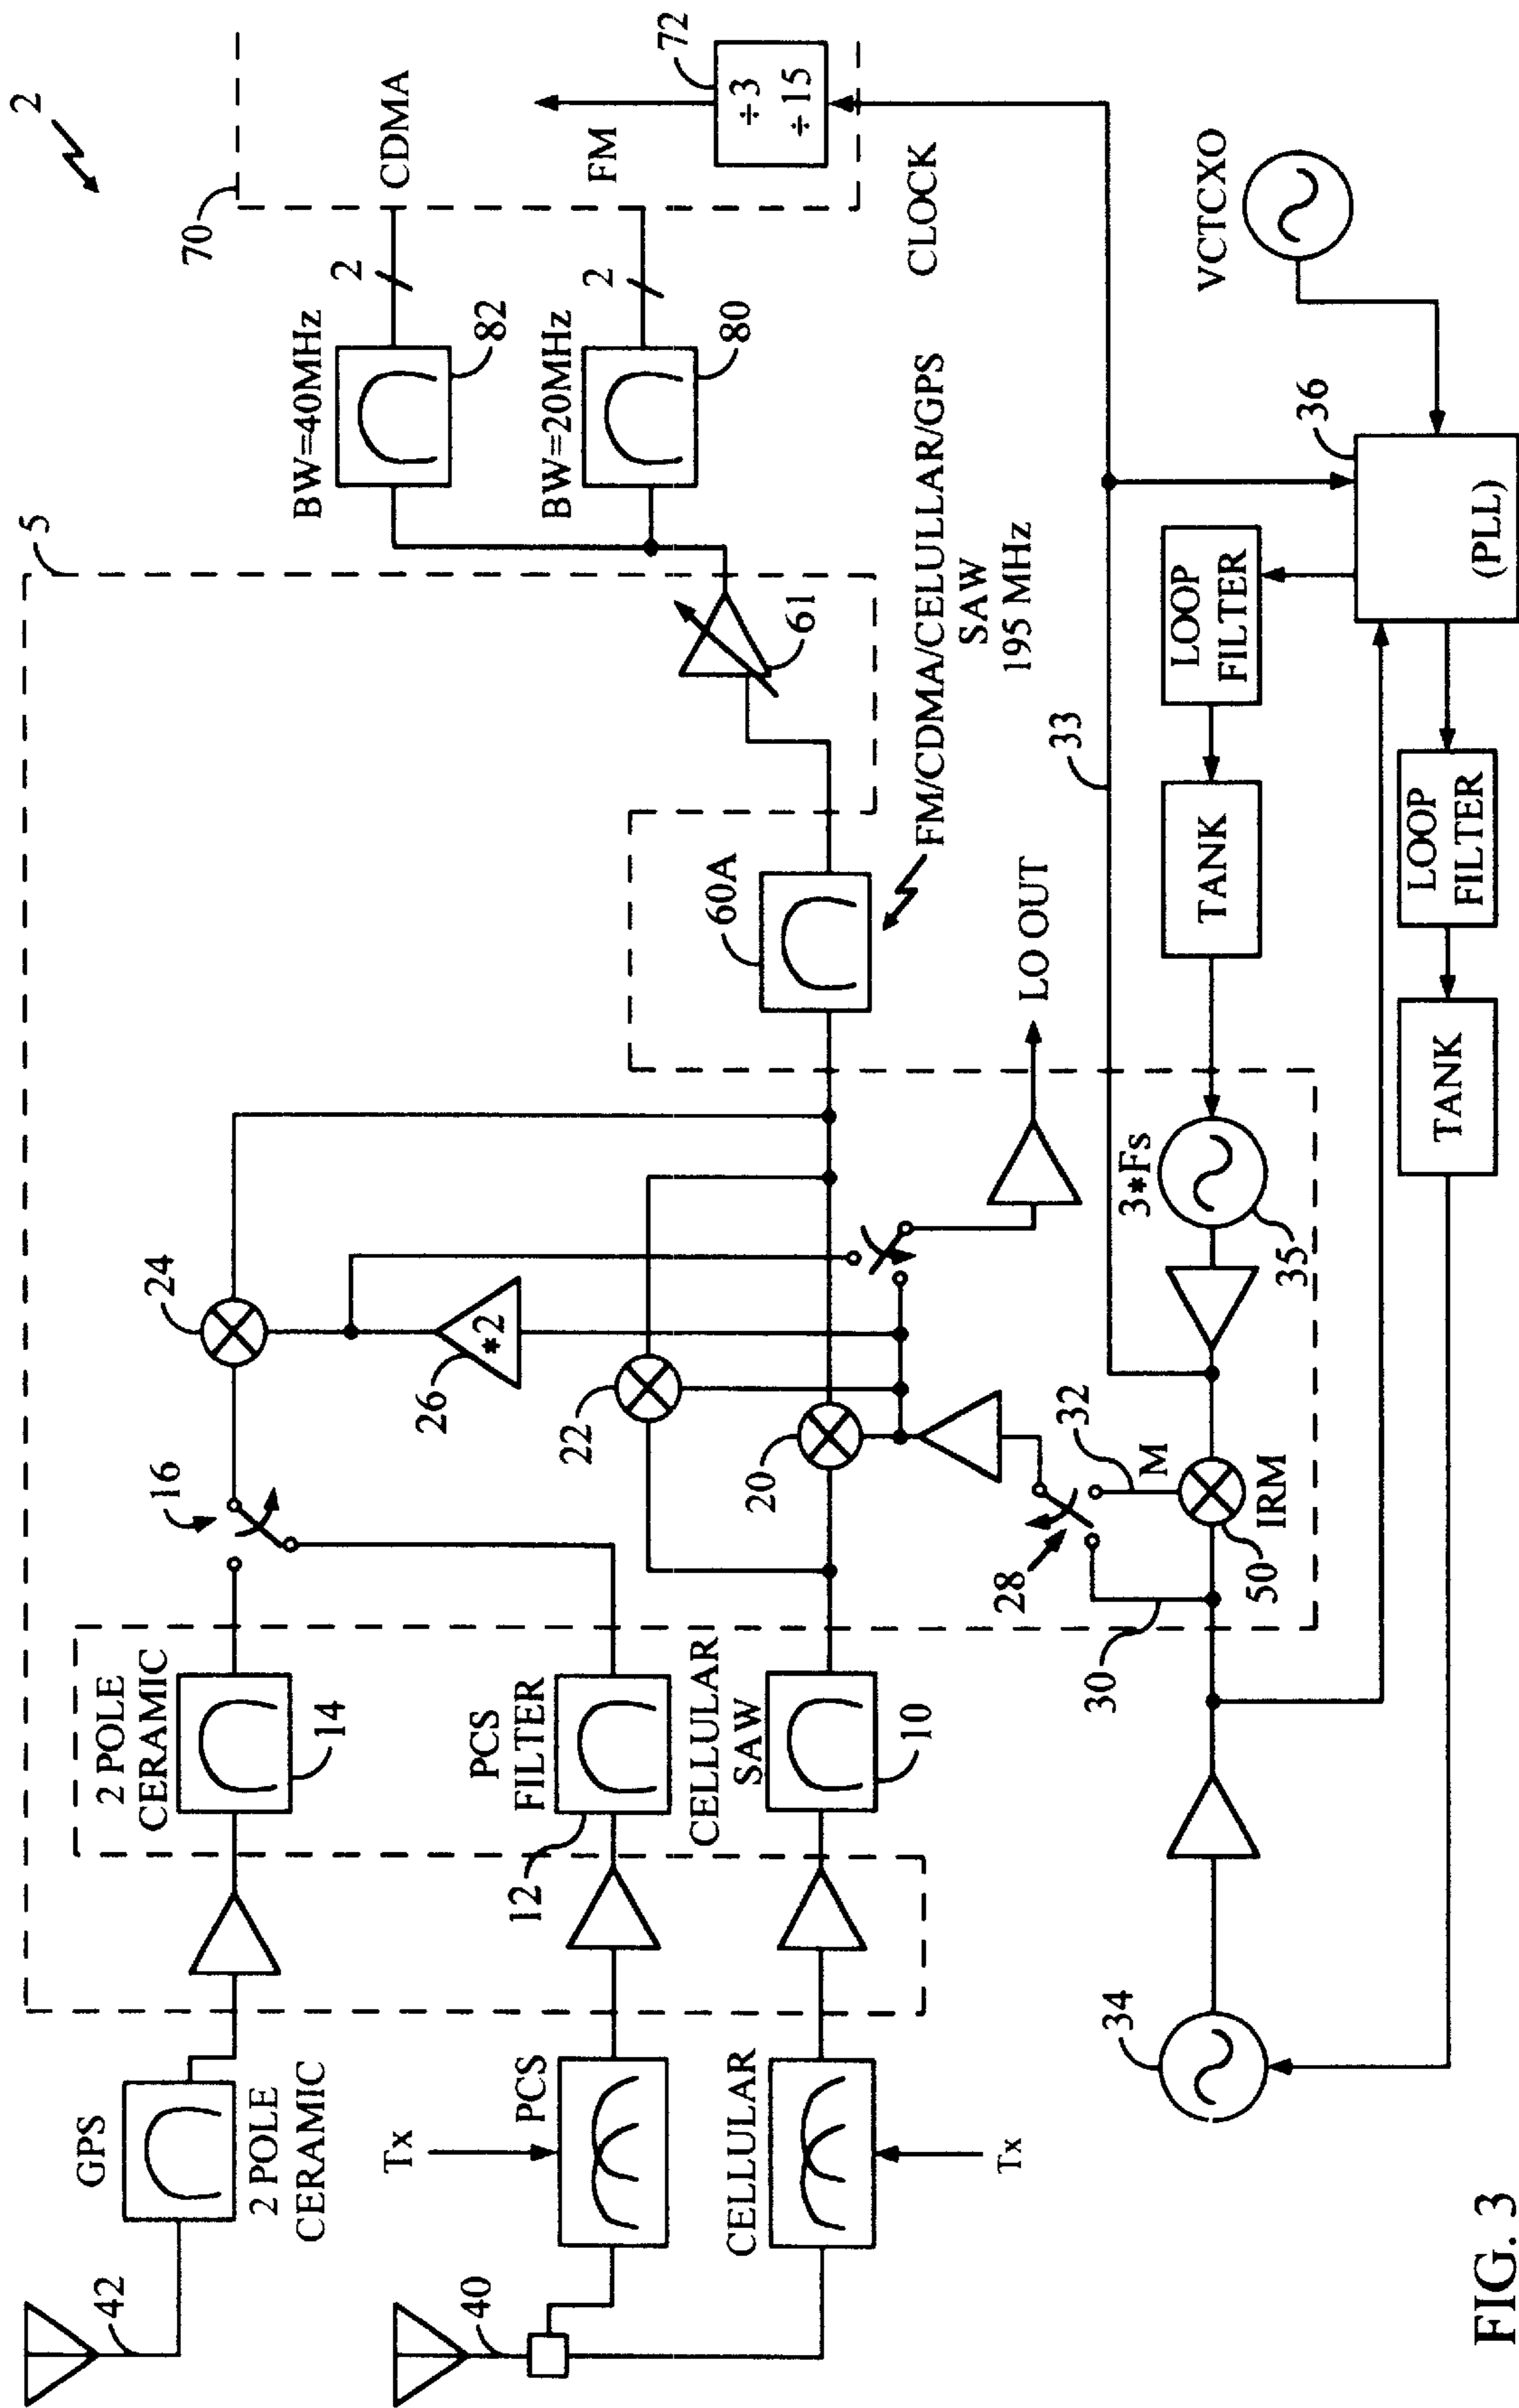 2
5
70
CDMA
FM
72
÷3
÷15
CLOCK
BW=40MHz
2
82
BW=20MHz
2
80
61
60A
FM/CDMA/CELULLAR/GPS
SAW
195 MHz
VCTCXO
36
(PLL)
LOOP
FILTER
TANK
LOOP
FILTER
TANK
33
LO OUT
3*Fs
35
24
*2
26
22
20
16
28
32
M
IRM
50
30
2 POLE
CERAMIC
14
PCS
FILTER
12
CELLULAR
SAW
10
34
GPS
2 POLE
CERAMIC
42
Tx
PCS
CELLULAR
Tx
40
FIG. 3